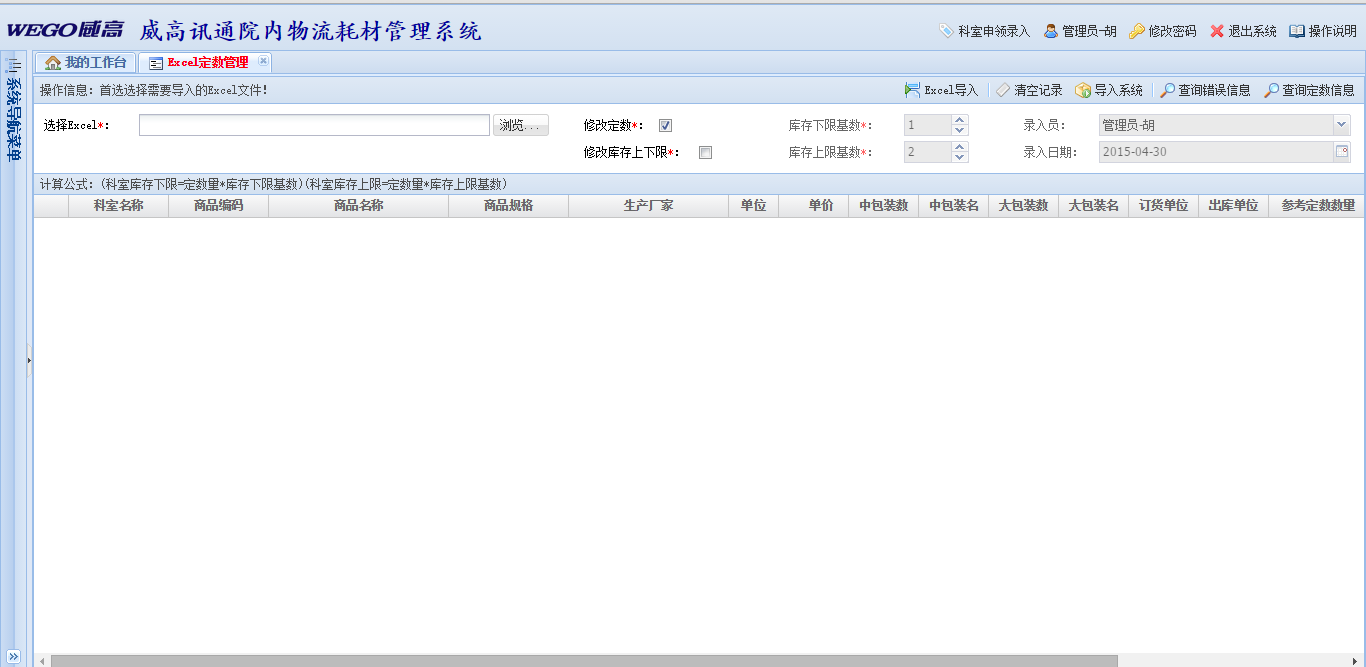 WEGO威高 威高讯通院内物流耗材管理系统 科室申领录入 管理员-胡 修改密码 退出系统 操作说明
系统导航菜单
我的工作台 Excel定数管理
操作信息：首选选择需要导入的Excel文件! Excel导入 清空记录 导入系统 查询错误信息 查询定数信息
选择Excel*: 浏览... 修改定数*: 库存下限基数*: 1 录入员: 管理员-胡
修改库存上下限*: 库存上限基数*: 2 录入日期: 2015-04-30
计算公式：(科室库存下限=定数量*库存下限基数)(科室库存上限=定数量*库存上限基数)
科室名称 商品编码 商品名称 商品规格 生产厂家 单位 单价 中包装数 中包装名 大包装数 大包装名 订货单位 出库单位 参考定数数量